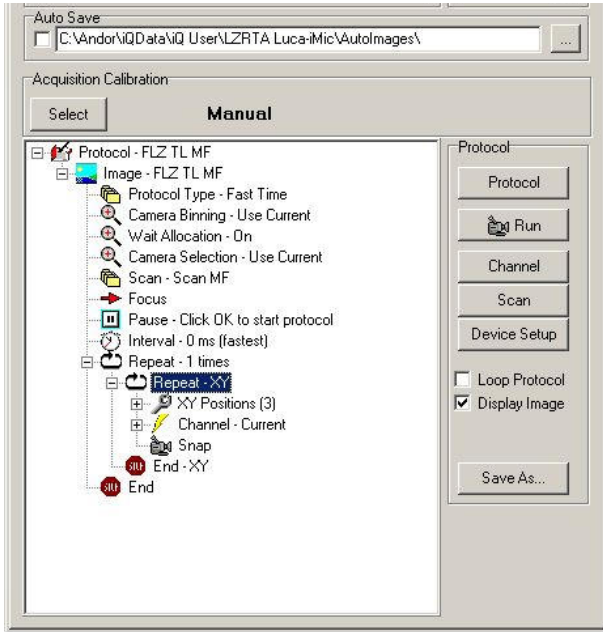 Auto Save
C:\Andor\iQData\iQ User\LZRTA Luca-iMic\AutoImages\
...
Acquisition Calibration
Select
Manual
Protocol - FLZ TL MF
Image - FLZ TL MF
Protocol Type - Fast Time
Camera Binning - Use Current
Wait Allocation - On
Camera Selection - Use Current
Scan - Scan MF
Focus
Pause - Click OK to start protocol
Interval - 0 ms (fastest)
Repeat - 1 times
Repeat - XY
XY Positions (3)
Channel - Current
Snap
End - XY
End
Protocol
Protocol
Run
Channel
Scan
Device Setup
Loop Protocol
Display Image
Save As...